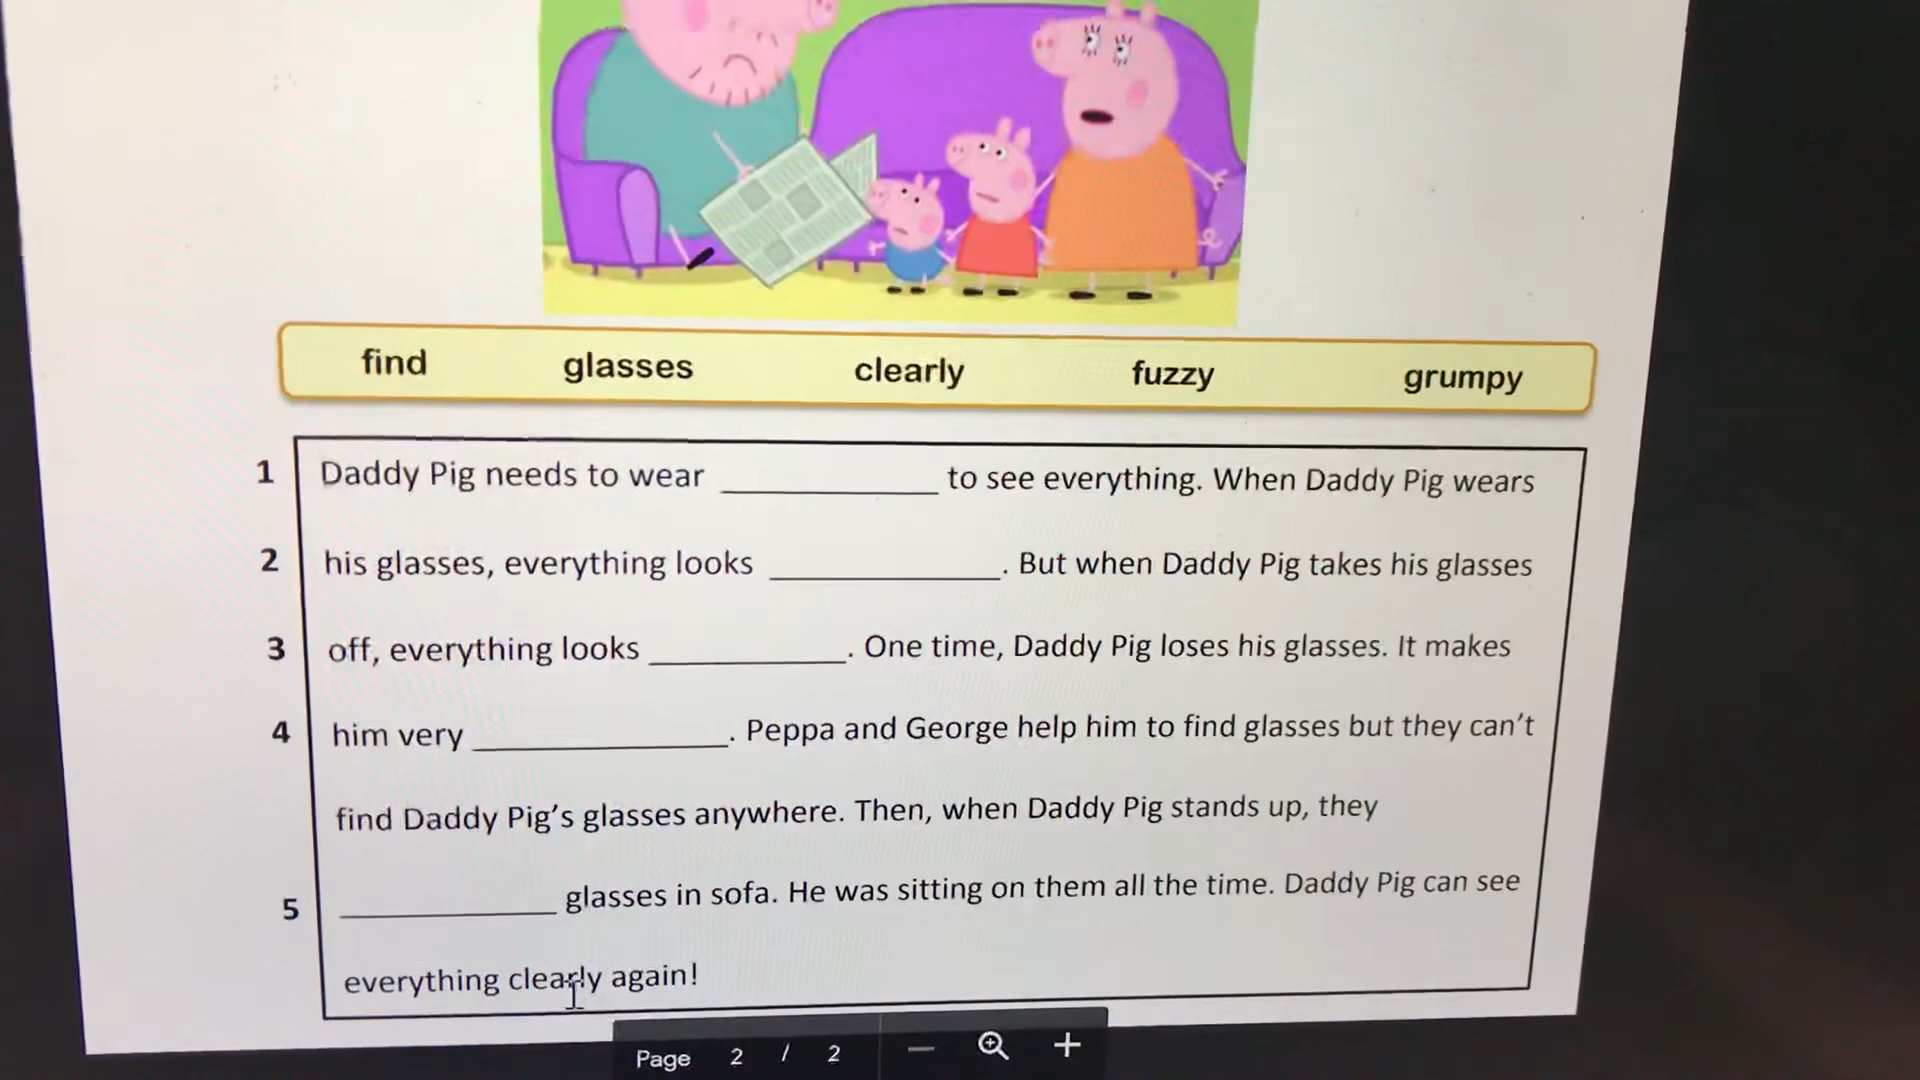 find glasses clearly fuzzy grumpy
1 Daddy Pig needs to wear ____________ to see everything. When Daddy Pig wears
2 his glasses, everything looks ____________. But when Daddy Pig takes his glasses
3 off, everything looks ____________. One time, Daddy Pig loses his glasses. It makes
4 him very ____________. Peppa and George help him to find glasses but they can't
find Daddy Pig's glasses anywhere. Then, when Daddy Pig stands up, they
5 ____________ glasses in sofa. He was sitting on them all the time. Daddy Pig can see
everything clearly again!
Page 2 / 2